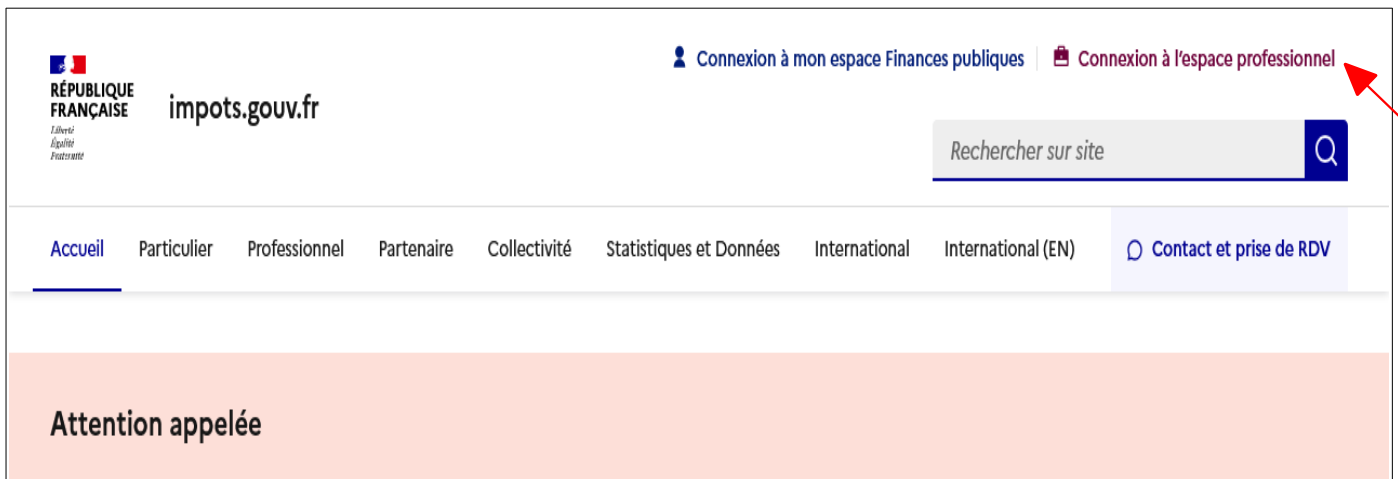 Connexion à mon espace Finances publiques
Connexion à l'espace professionnel
RÉPUBLIQUE
FRANÇAISE
Liberté
Égalité
Fraternité
impots.gouv.fr
Rechercher sur site
Accueil Particulier Professionnel Partenaire Collectivité Statistiques et Données International International (EN) Contact et prise de RDV
Attention appelée